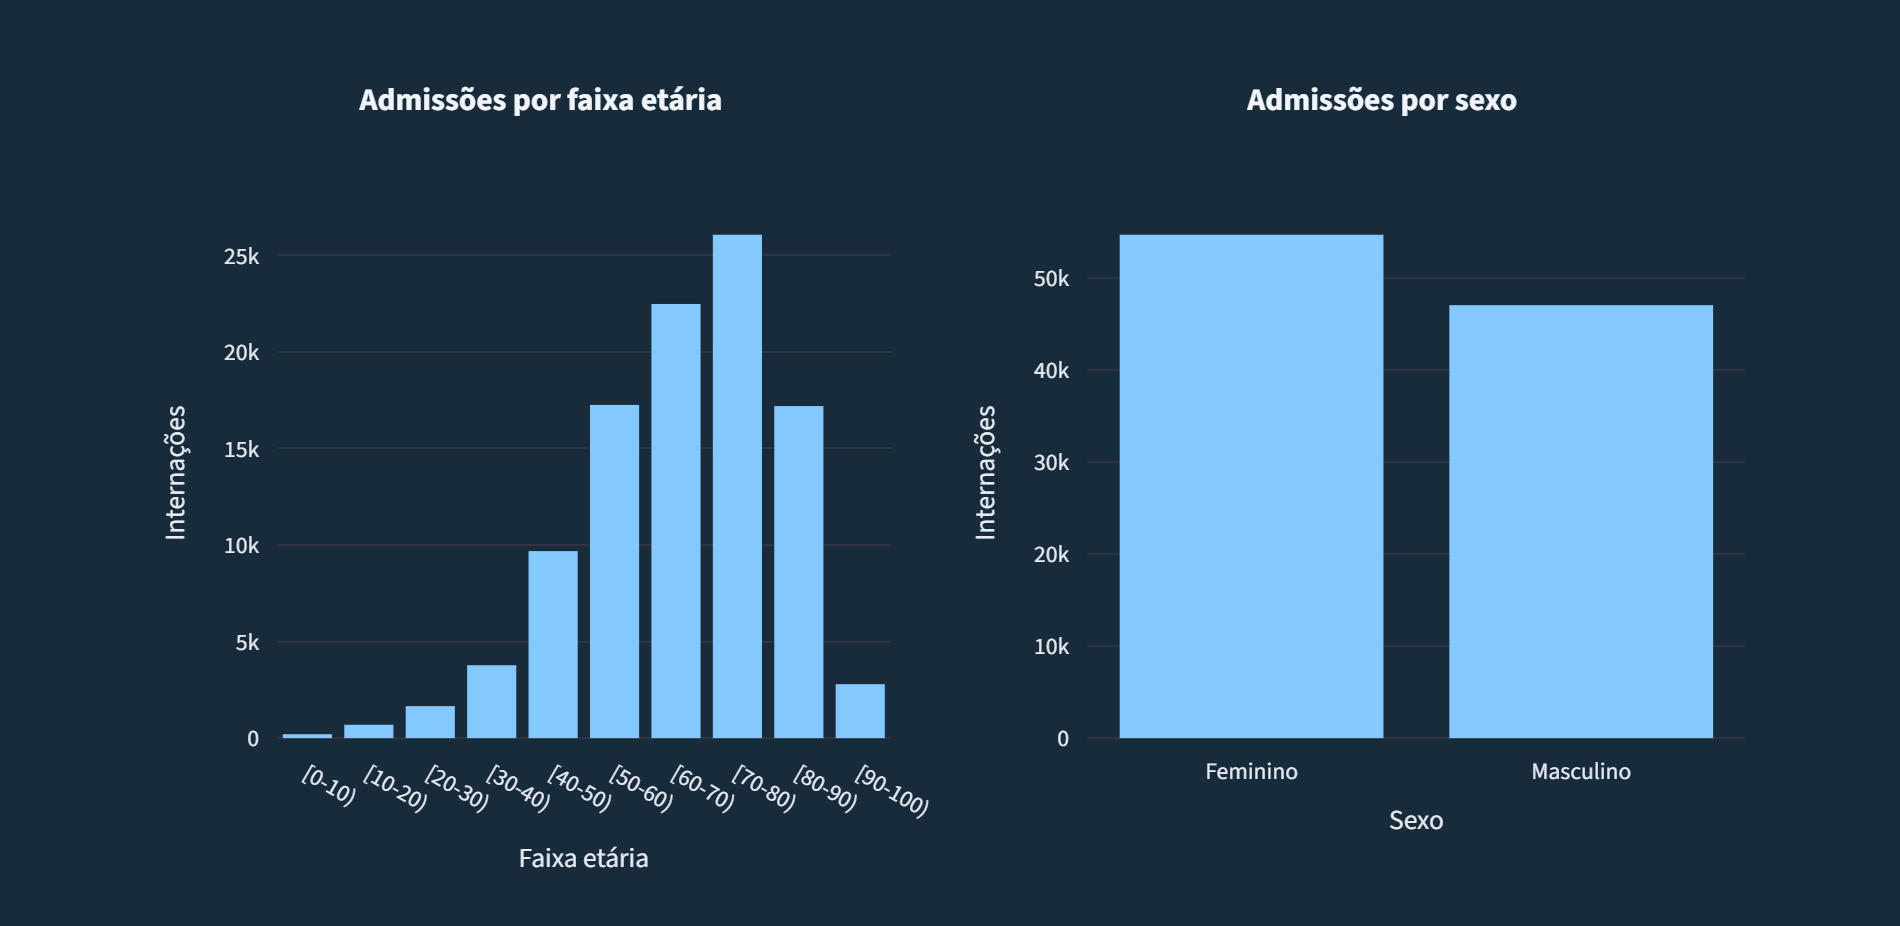 Admissões por faixa etária
Internações
25k
20k
15k
10k
5k
0
[0-10)
[10-20)
[20-30)
[30-40)
[40-50)
[50-60)
[60-70)
[70-80)
[80-90)
[90-100)
Faixa etária
Admissões por sexo
Internações
50k
40k
30k
20k
10k
0
Feminino
Masculino
Sexo